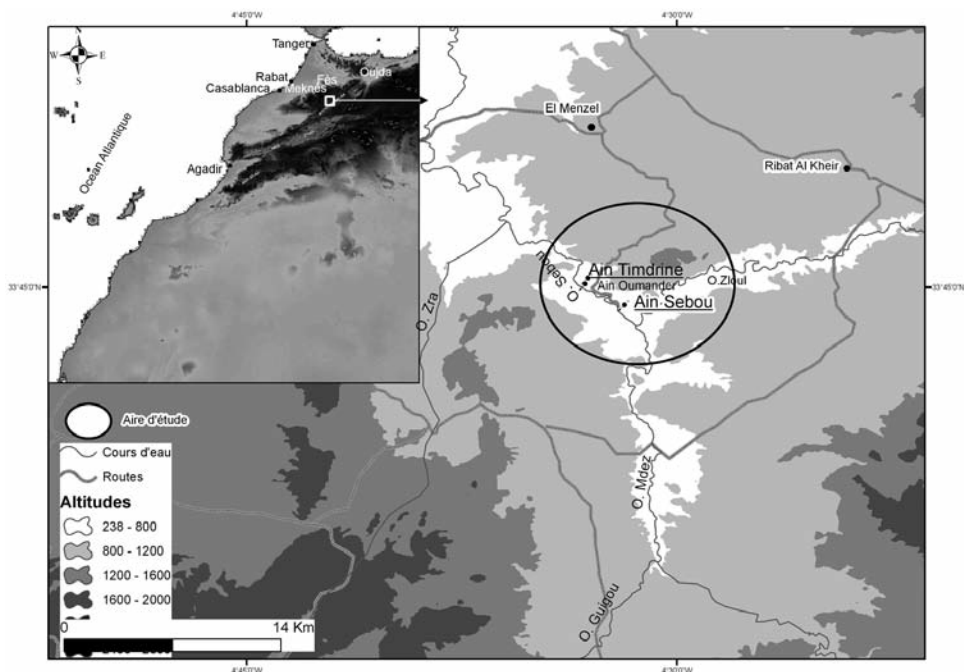 4°45'0"W
4°30'0"W
N
W
E
S
Tanger
Rabat
Fès
Oujda
Casablanca
Meknès
Ocean Atlantique
Agadir
El Menzel
Ribat Al Kheir
O. Sebou
Ain Timdrine
Ain Oumander
O.Zloul
Ain Sebou
33°45'0"N
33°45'0"N
O. Zra
O. Mdez
O. Guigou
Aire d'étude
Cours d'eau
Routes
Altitudes
238 - 800
800 - 1200
1200 - 1600
1600 - 2000
0
14 Km
4°45'0"W
4°30'0"W